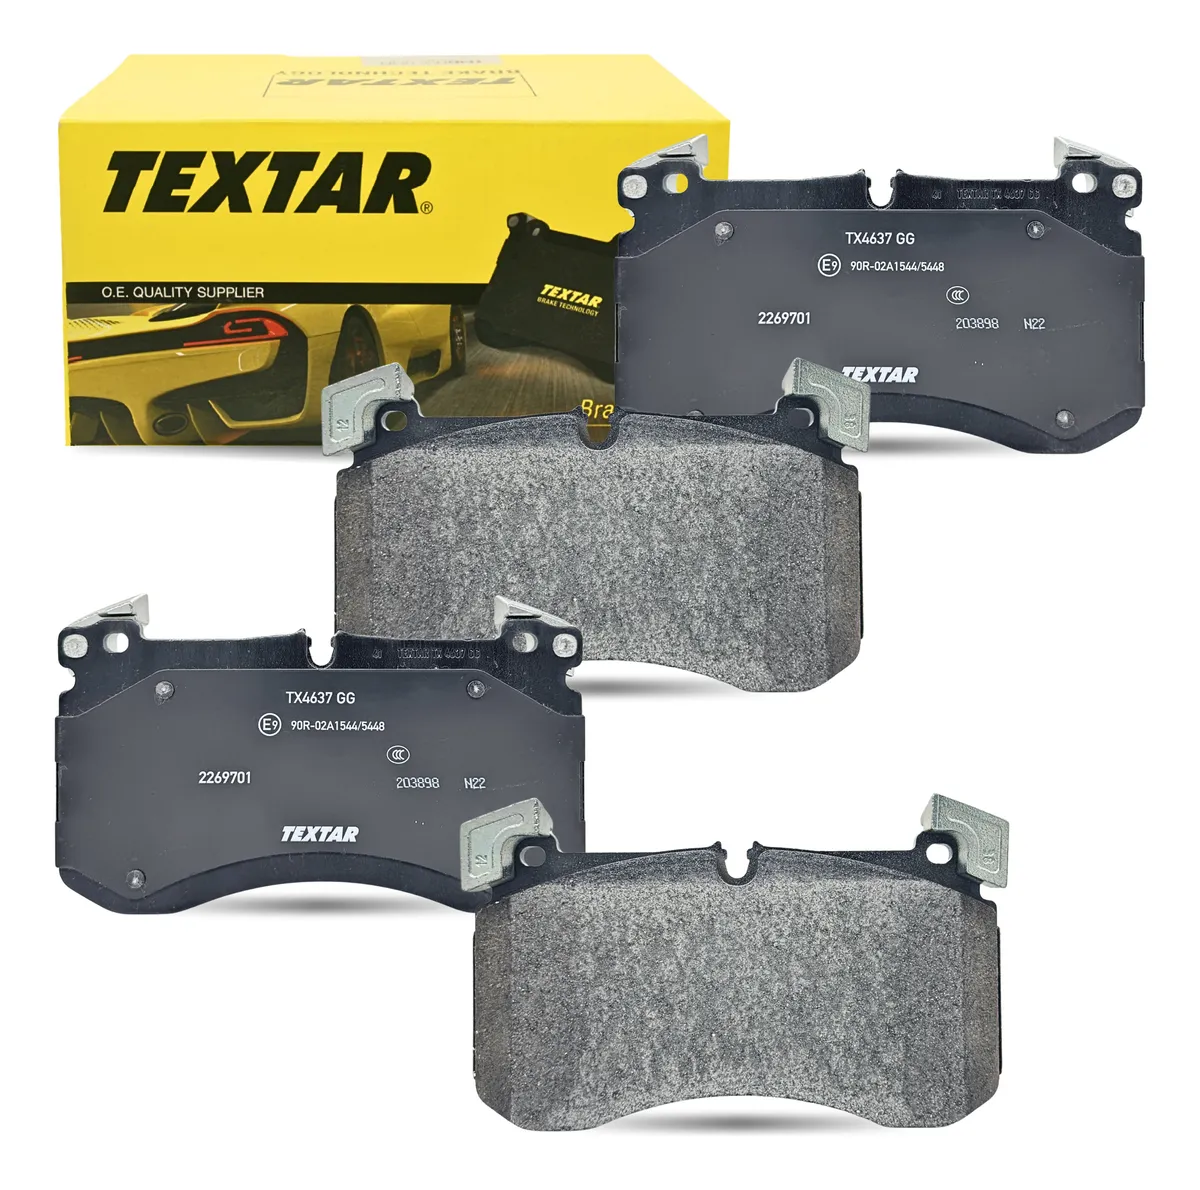 TEXTAR
BRAKE TECHNOLOGY
TEXTAR®
O.E. QUALITY SUPPLIER
TEXTAR
BRAKE TECHNOLOGY
Bra
TEXTAR TX 4637 GG
TX4637 GG
E9 90R-02A1544/5448
CCC
2269701
203898 N22
TEXTAR
12
TEXTAR TX 4637 GG
TX4637 GG
E9 90R-02A1544/5448
CCC
2269701
203898 N22
TEXTAR
12